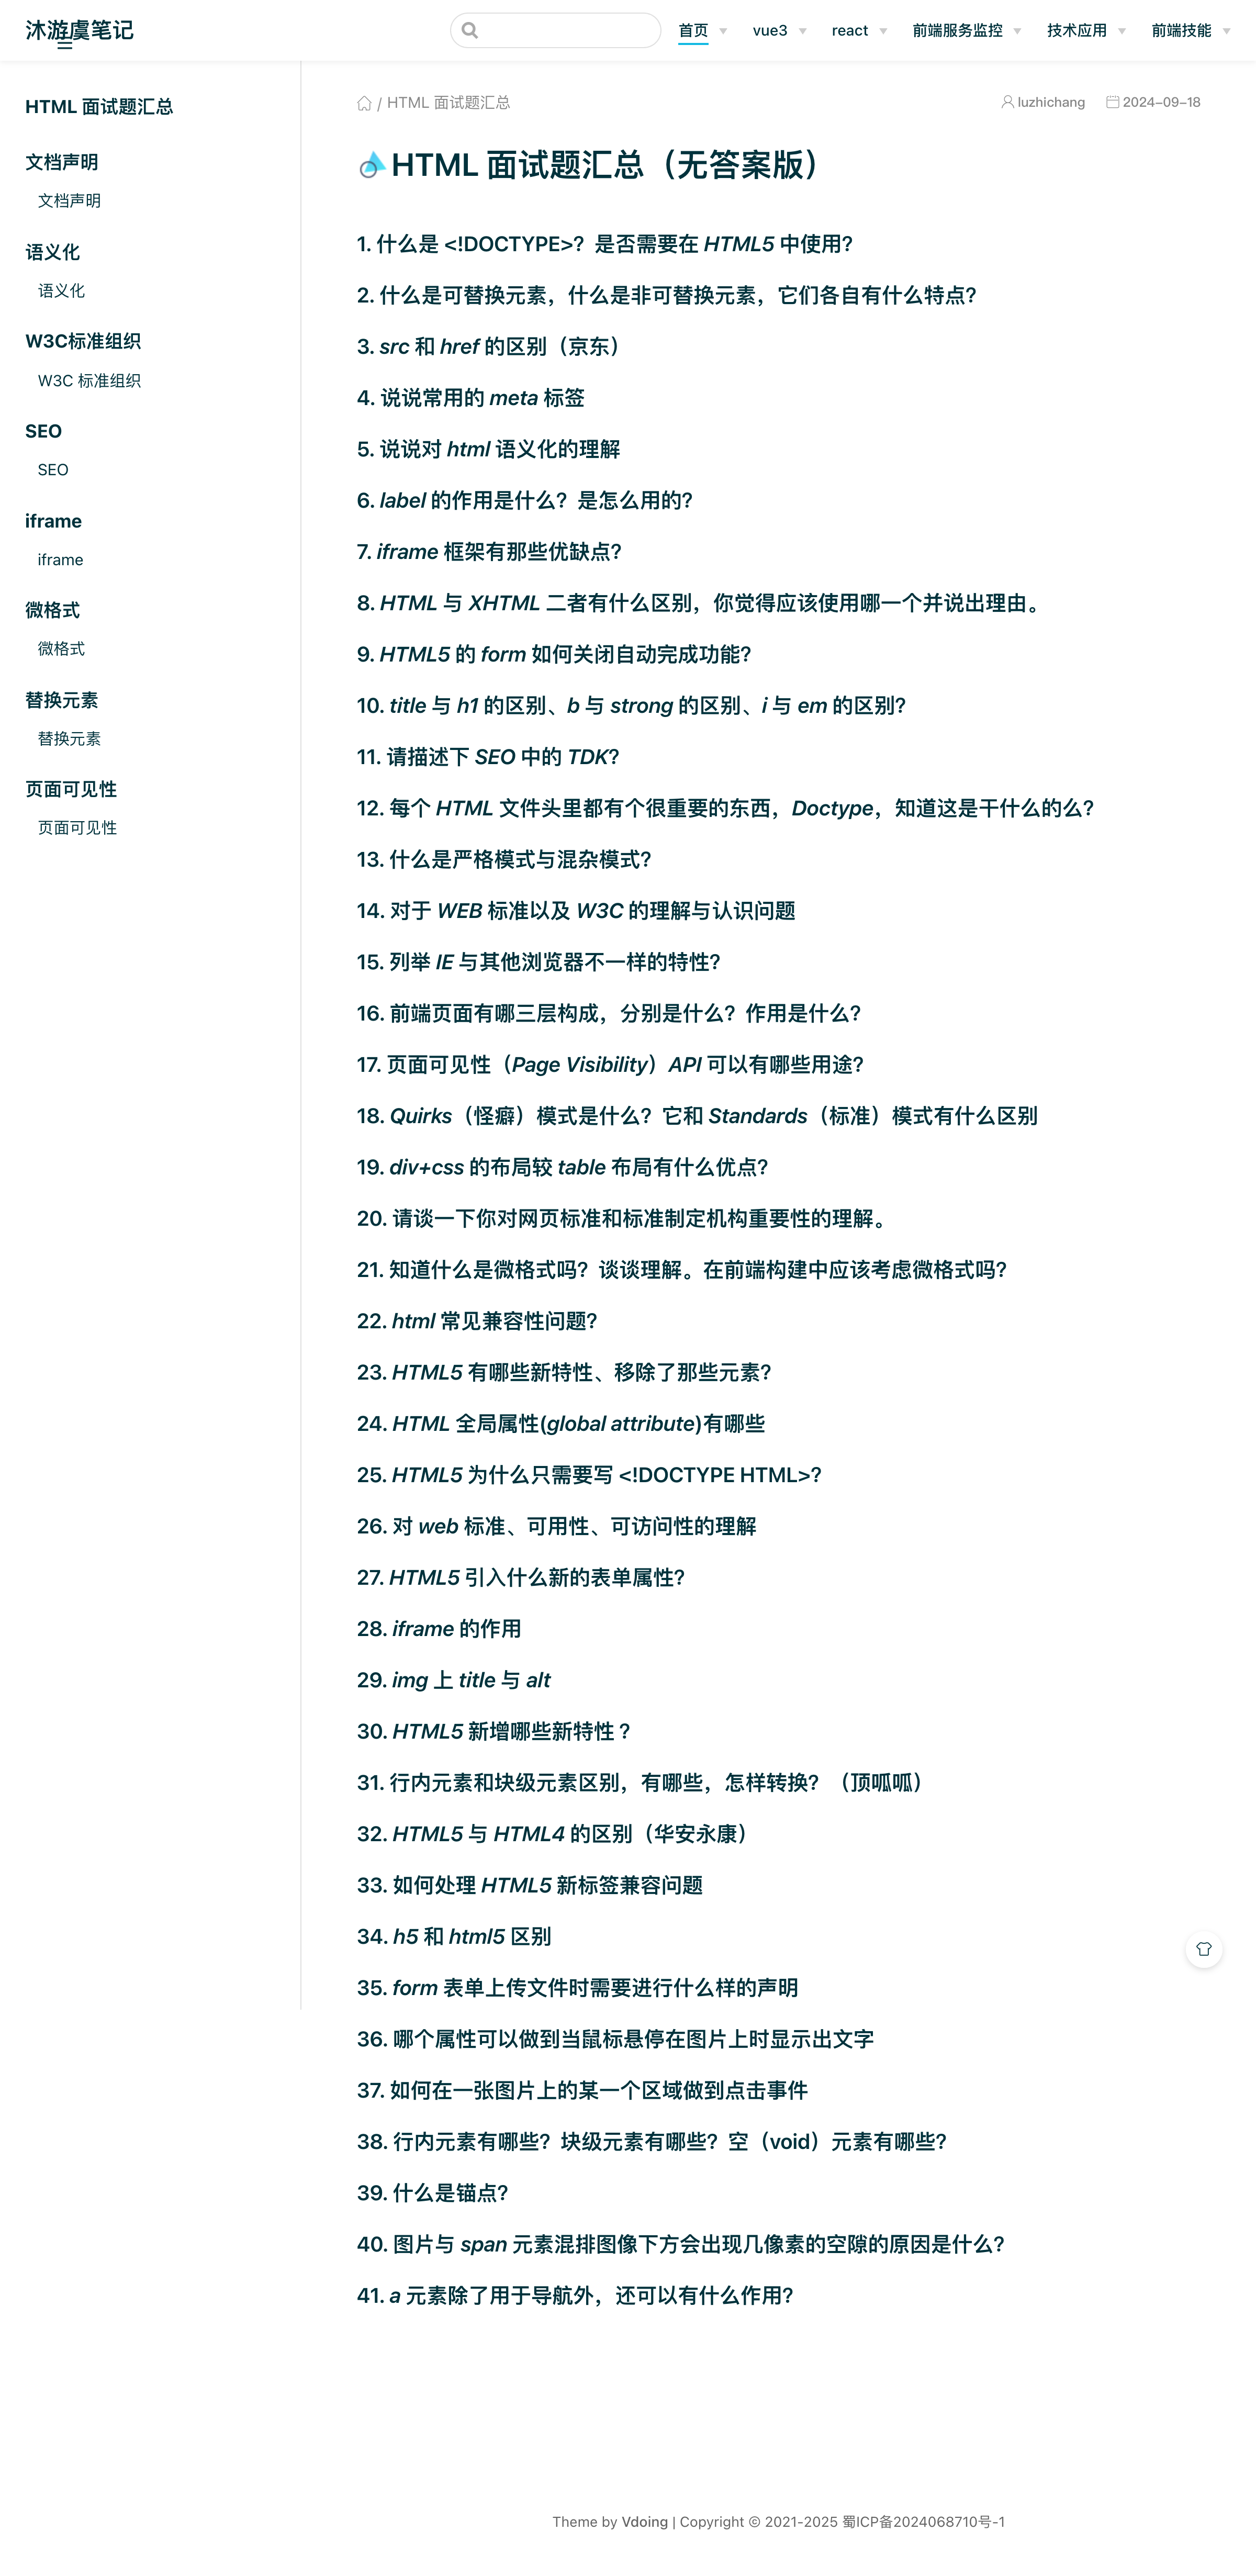 沐游虞笔记
首页
vue3
react
前端服务监控
技术应用
前端技能
HTML 面试题汇总
文档声明
文档声明
语义化
语义化
W3C标准组织
W3C 标准组织
SEO
SEO
iframe
iframe
微格式
微格式
替换元素
替换元素
页面可见性
页面可见性
/ HTML 面试题汇总
luzhichang
2024-09-18
HTML 面试题汇总（无答案版）
1. 什么是 <!DOCTYPE>？是否需要在 HTML5 中使用？
2. 什么是可替换元素，什么是非可替换元素，它们各自有什么特点？
3. src 和 href 的区别（京东）
4. 说说常用的 meta 标签
5. 说说对 html 语义化的理解
6. label 的作用是什么？是怎么用的？
7. iframe 框架有那些优缺点？
8. HTML 与 XHTML 二者有什么区别，你觉得应该使用哪一个并说出理由。
9. HTML5 的 form 如何关闭自动完成功能？
10. title 与 h1 的区别、b 与 strong 的区别、i 与 em 的区别？
11. 请描述下 SEO 中的 TDK？
12. 每个 HTML 文件头里都有个很重要的东西，Doctype，知道这是干什么的么？
13. 什么是严格模式与混杂模式？
14. 对于 WEB 标准以及 W3C 的理解与认识问题
15. 列举 IE 与其他浏览器不一样的特性？
16. 前端页面有哪三层构成，分别是什么？作用是什么？
17. 页面可见性（Page Visibility）API 可以有哪些用途？
18. Quirks（怪癖）模式是什么？它和 Standards（标准）模式有什么区别
19. div+css 的布局较 table 布局有什么优点？
20. 请谈一下你对网页标准和标准制定机构重要性的理解。
21. 知道什么是微格式吗？谈谈理解。在前端构建中应该考虑微格式吗？
22. html 常见兼容性问题？
23. HTML5 有哪些新特性、移除了那些元素？
24. HTML 全局属性(global attribute)有哪些
25. HTML5 为什么只需要写 <!DOCTYPE HTML>？
26. 对 web 标准、可用性、可访问性的理解
27. HTML5 引入什么新的表单属性？
28. iframe 的作用
29. img 上 title 与 alt
30. HTML5 新增哪些新特性 ？
31. 行内元素和块级元素区别，有哪些，怎样转换？（顶呱呱）
32. HTML5 与 HTML4 的区别（华安永康）
33. 如何处理 HTML5 新标签兼容问题
34. h5 和 html5 区别
35. form 表单上传文件时需要进行什么样的声明
36. 哪个属性可以做到当鼠标悬停在图片上时显示出文字
37. 如何在一张图片上的某一个区域做到点击事件
38. 行内元素有哪些？块级元素有哪些？空（void）元素有哪些？
39. 什么是锚点？
40. 图片与 span 元素混排图像下方会出现几像素的空隙的原因是什么？
41. a 元素除了用于导航外，还可以有什么作用？
Theme by Vdoing | Copyright © 2021-2025 蜀ICP备2024068710号-1